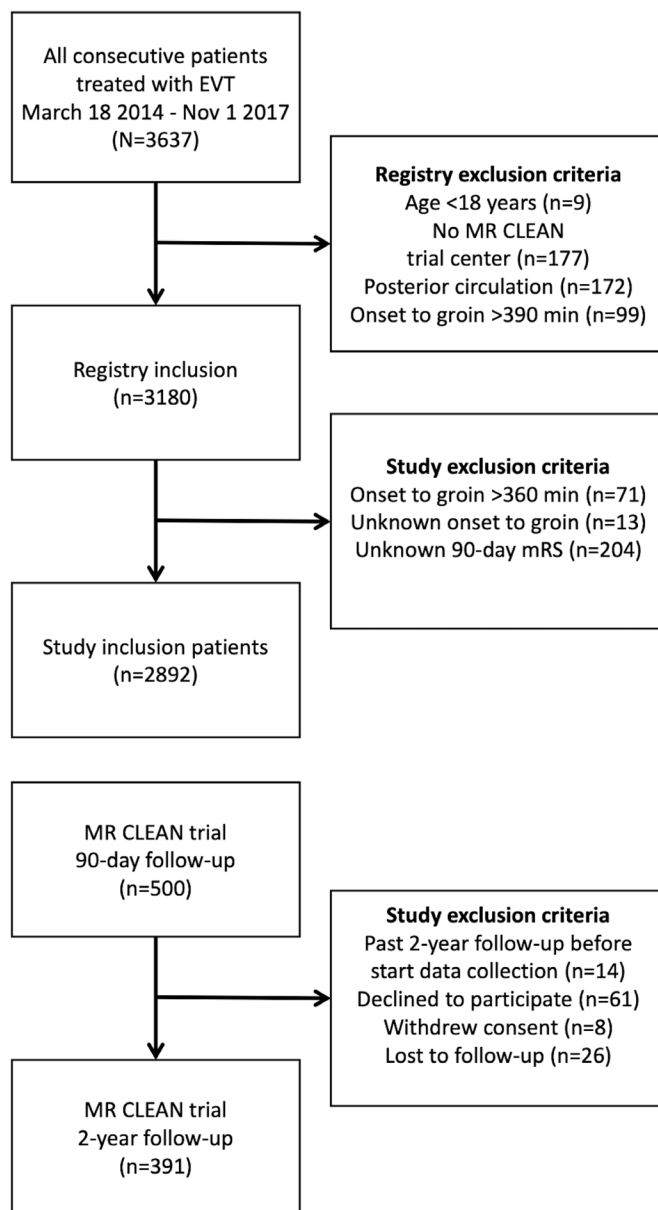 All consecutive patients
treated with EVT
March 18 2014 - Nov 1 2017
(N=3637)
Registry exclusion criteria
Age <18 years (n=9)
No MR CLEAN
trial center (n=177)
Posterior circulation (n=172)
Onset to groin >390 min (n=99)
Registry inclusion
(n=3180)
Study exclusion criteria
Onset to groin >360 min (n=71)
Unknown onset to groin (n=13)
Unknown 90-day mRS (n=204)
Study inclusion patients
(n=2892)
MR CLEAN trial
90-day follow-up
(n=500)
Study exclusion criteria
Past 2-year follow-up before
start data collection (n=14)
Declined to participate (n=61)
Withdrew consent (n=8)
Lost to follow-up (n=26)
MR CLEAN trial
2-year follow-up
(n=391)